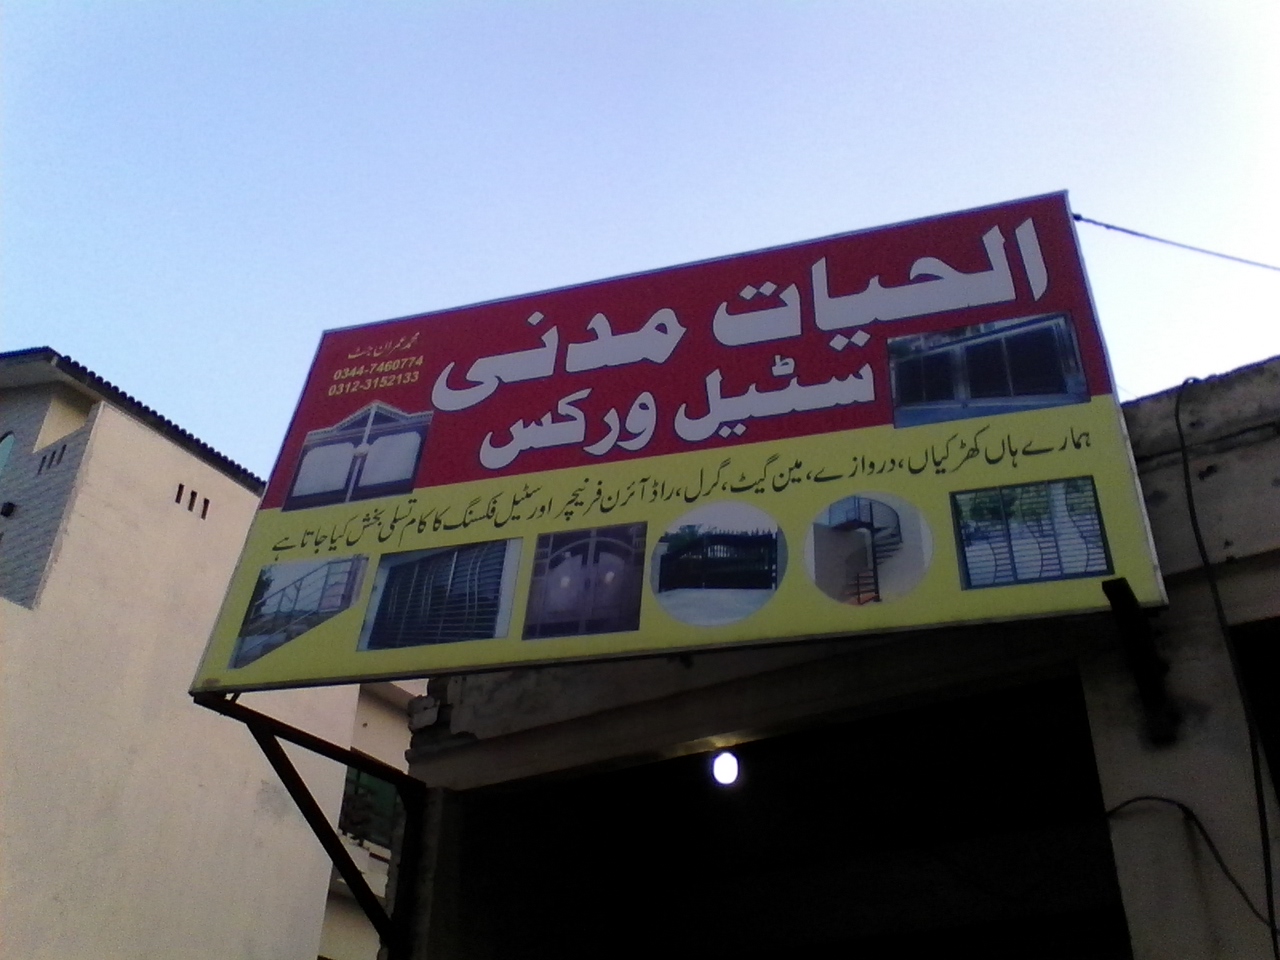 الحیات مدنی
سٹیل ورکس
محمد عمران جٹ
0344-7460774
0312-3152133
ہمارے ہاں کھڑکیاں، دروازے، مین گیٹ، گرل، راڈ آئرن فرنیچر اور سٹیل فکسنگ کا کام تسلی بخش کیا جاتا ہے